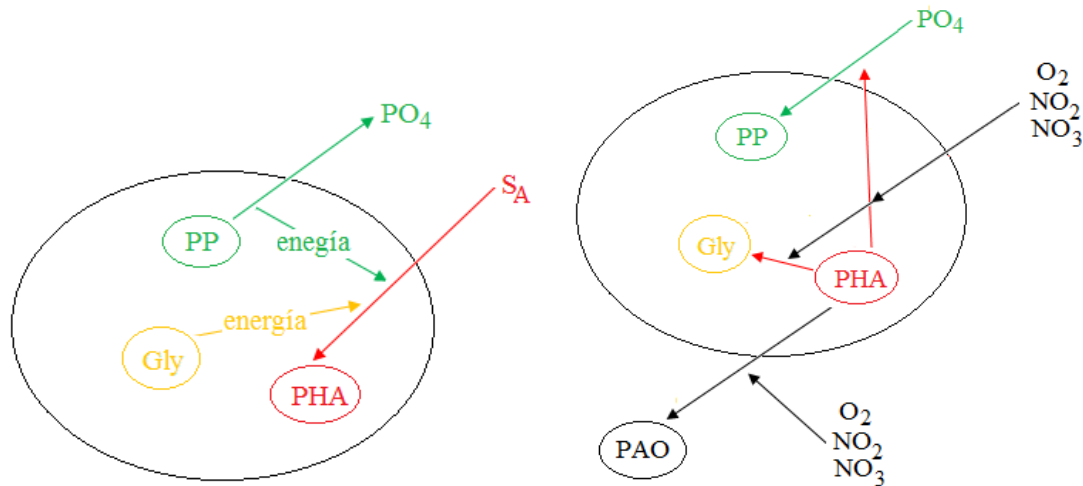 PO4
SA
PP
enegía
energía
Gly
PHA
PO4
O2
NO2
NO3
PP
Gly
PHA
O2
NO2
NO3
PAO